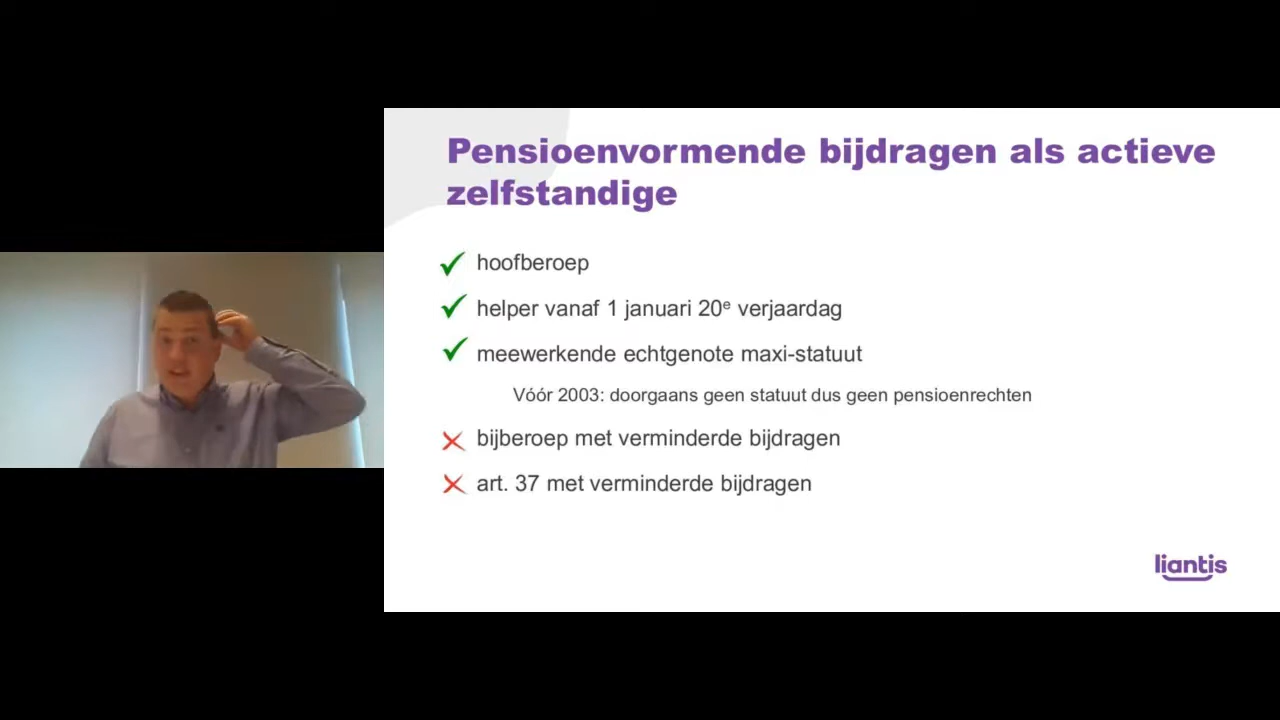 Pensioenvormende bijdragen als actieve
zelfstandige
hoofberoep
helper vanaf 1 januari 20ᵉ verjaardag
meewerkende echtgenote maxi-statuut
Vóór 2003: doorgaans geen statuut dus geen pensioenrechten
bijberoep met verminderde bijdragen
art. 37 met verminderde bijdragen
liantis